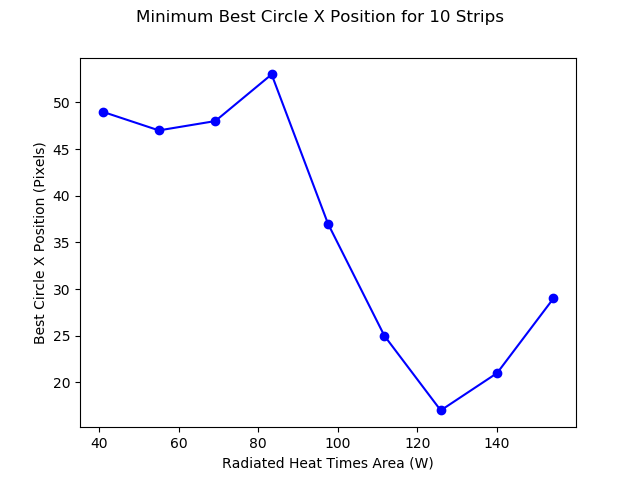 Minimum Best Circle X Position for 10 Strips
50
45
40
35
30
25
20
Best Circle X Position (Pixels)
40 60 80 100 120 140
Radiated Heat Times Area (W)